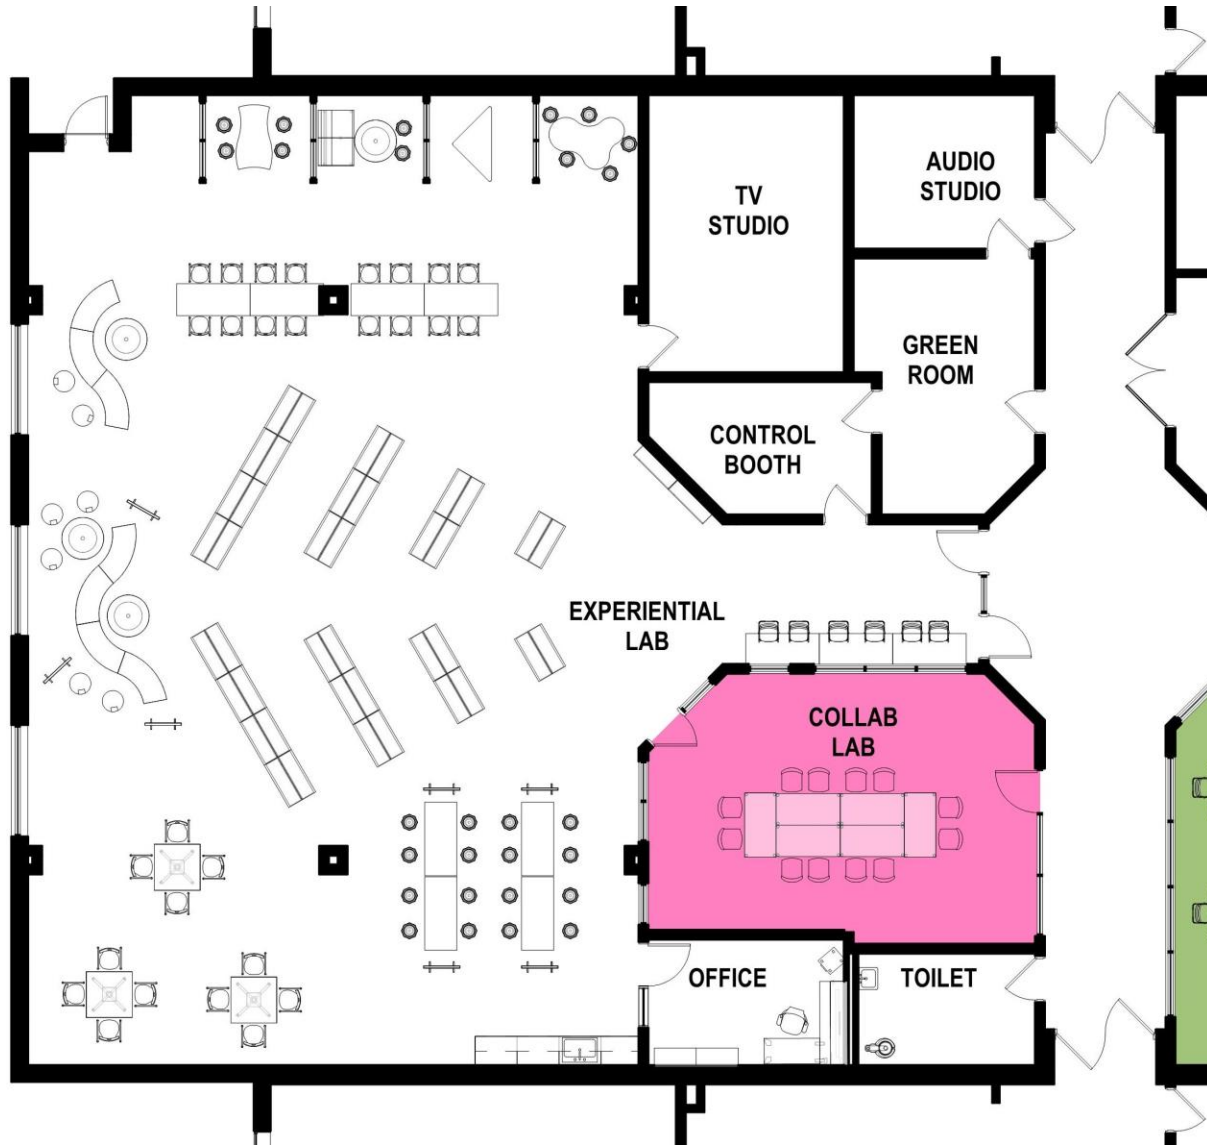 TV
STUDIO
AUDIO
STUDIO
GREEN
ROOM
CONTROL
BOOTH
EXPERIENTIAL
LAB
COLLAB
LAB
OFFICE
TOILET